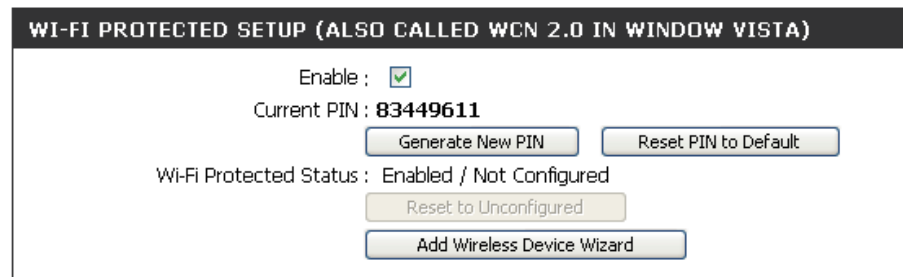 WI-FI PROTECTED SETUP (ALSO CALLED WCN 2.0 IN WINDOW VISTA)
Enable :
Current PIN : 83449611
Generate New PIN Reset PIN to Default
Wi-Fi Protected Status : Enabled / Not Configured
Reset to Unconfigured
Add Wireless Device Wizard